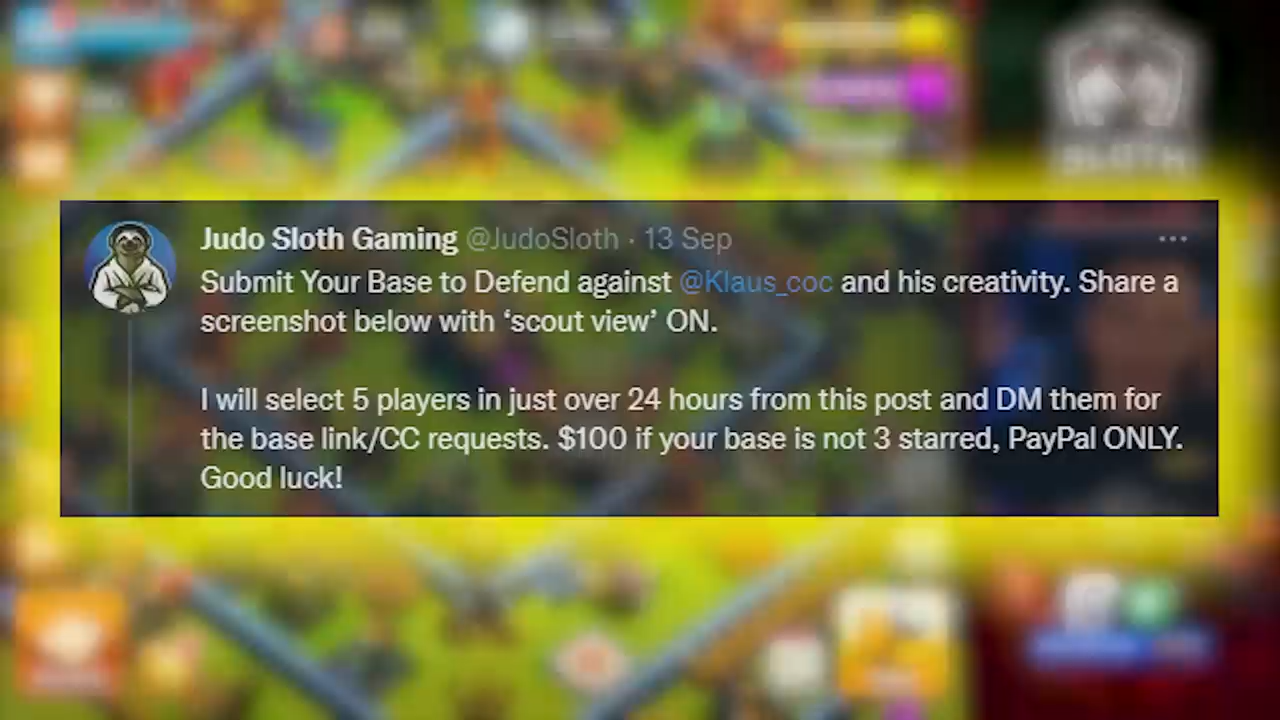 Judo Sloth Gaming @JudoSloth · 13 Sep
Submit Your Base to Defend against @Klaus_coc and his creativity. Share a
screenshot below with ‘scout view’ ON.
I will select 5 players in just over 24 hours from this post and DM them for
the base link/CC requests. $100 if your base is not 3 starred, PayPal ONLY.
Good luck!